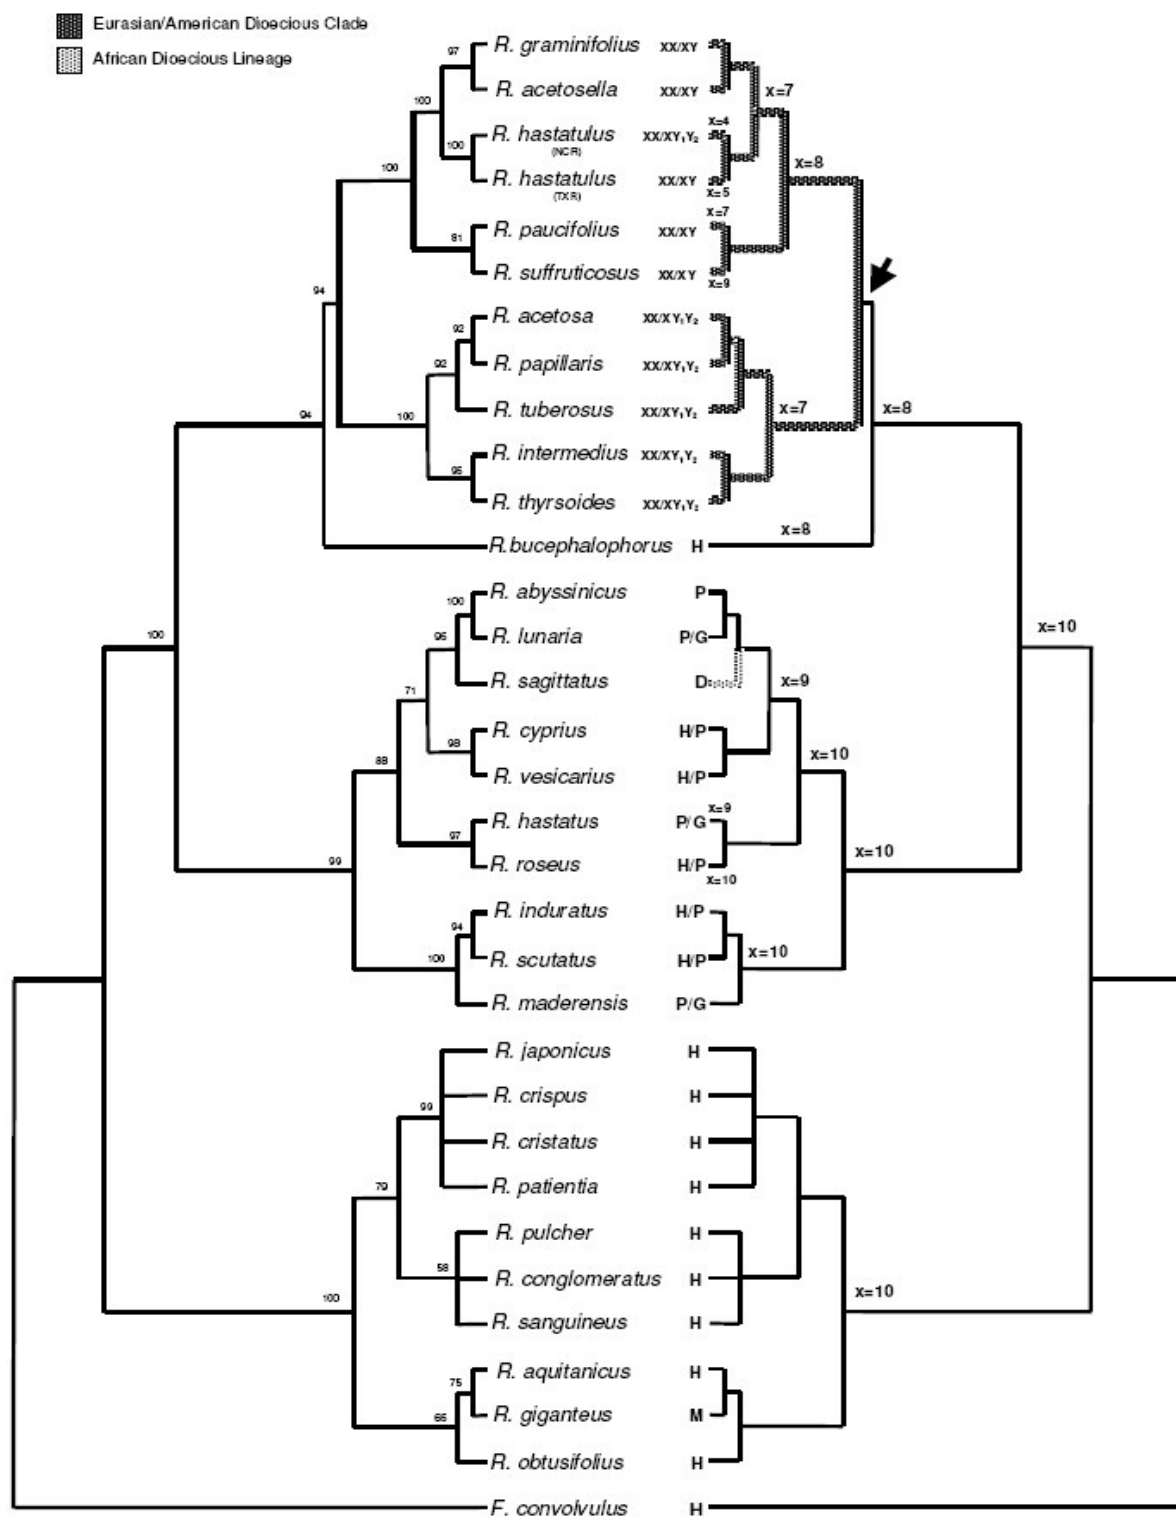 Eurasian/American Dioecious Clade
African Dioecious Lineage
97 R. graminifolius XX/XY
x=7
R. acetosella XX/XY
100
x=4
R. hastatulus XX/XY₁Y₂
(NCR)
100
x=8
100
R. hastatulus XX/XY
(TXR)
x=5
x=7
R. paucifolius XX/XY
81
R. suffruticosus XX/XY
x=9
94
R. acetosa XX/XY₁Y₂
92
92 R. papillaris XX/XY₁Y₂
94 100 R. tuberosus XX/XY₁Y₂ x=7 x=8
R. intermedius XX/XY₁Y₂
95
R. thyrsoides XX/XY₁Y₂
x=8
R.bucephalophorus H
R. abyssinicus P
100
100 95 R. lunaria P/G x=10
R. sagittatus D x=9
71
R. cyprius H/P
98
88 x=10
R. vesicarius H/P
x=9
R. hastatus P/G
97
99 R. roseus H/P x=10
x=10
R. induratus H/P
94
100 R. scutatus H/P x=10
R. maderensis P/G
R. japonicus H
R. crispus H
99
R. cristatus H
79 R. patientia H
R. pulcher H
58
R. conglomeratus H
x=10
100
R. sanguineus H
R. aquitanicus H
75
65 R. giganteus M
R. obtusifolius H
F. convolvulus H